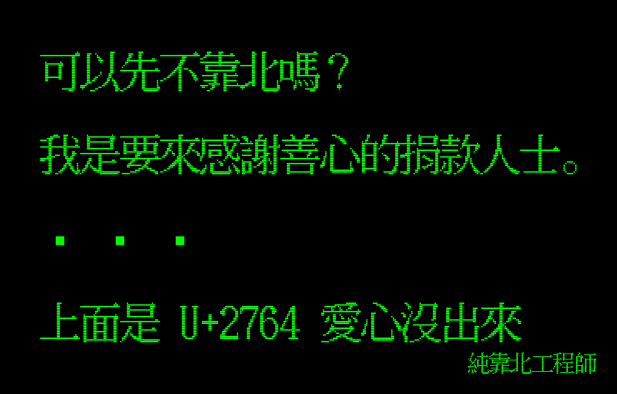 可以先不靠北嗎？
我是要來感謝善心的捐款人士。
. . .
上面是 U+2764 愛心沒出來
純靠北工程師